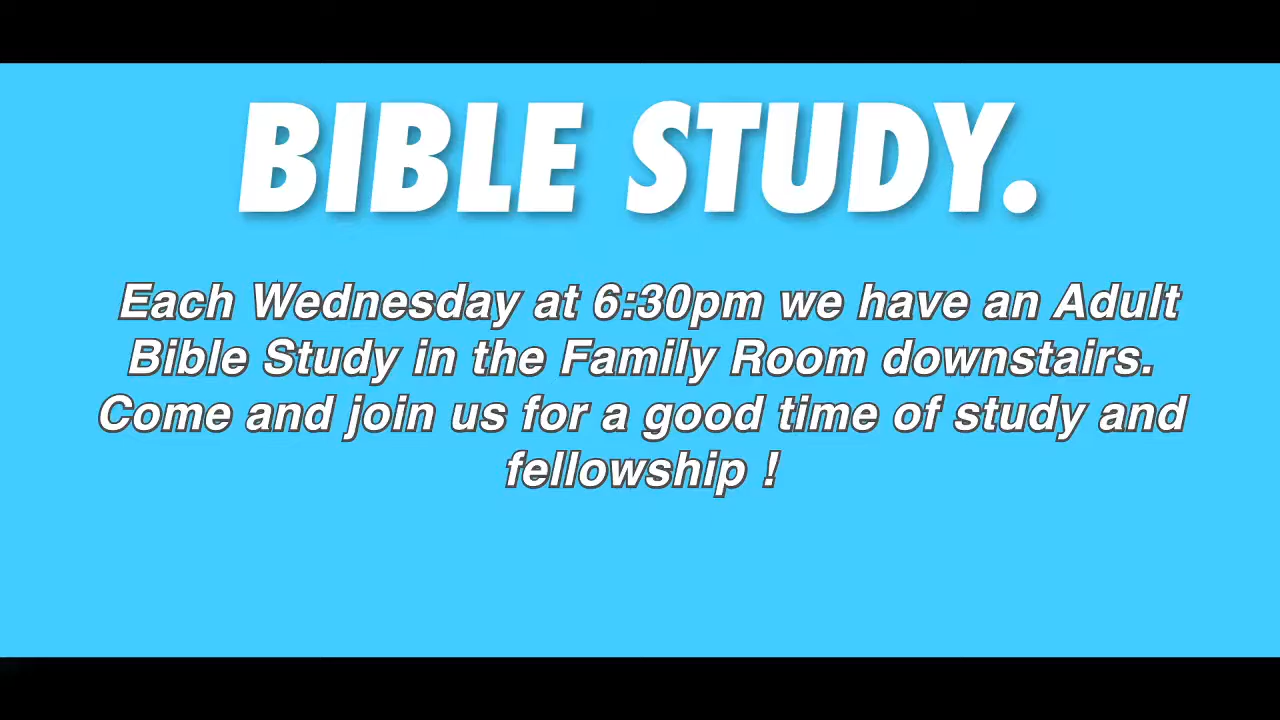 BIBLE STUDY.
Each Wednesday at 6:30pm we have an Adult
Bible Study in the Family Room downstairs.
Come and join us for a good time of study and
fellowship !